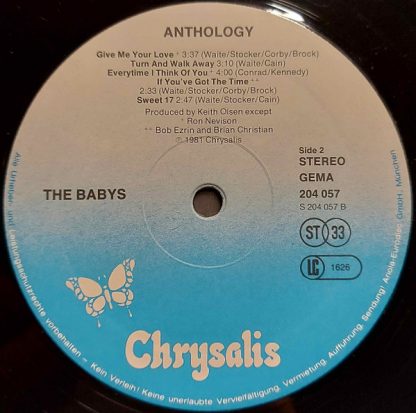 ANTHOLOGY
Give Me Your Love + 3:37 (Waite/Stocker/Corby/Brock)
Turn And Walk Away 3:10 (Waite/Cain)
Everytime I Think Of You + 4:00 (Conrad/Kennedy)
If You've Got The Time ++
2:33 (Waite/Stocker/Corby/Brock)
Sweet 17 2:47 (Waite/Cain)
Produced by Keith Olsen except
+ Ron Nevison
++ Bob Ezrin and Brian Christian
℗ 1981 Chrysalis
THE BABYS
Side 2
STEREO
GEMA
204 057
S 204 057 B
ST 33
LC 1626
Chrysalis
Alle Urheber- und Leistungsschutzrechte vorbehalten – Kein Verleih! Keine unerlaubte Vervielfältigung, Vermietung, Aufführung, Sendung! Ariola-Eurodisc GmbH, München